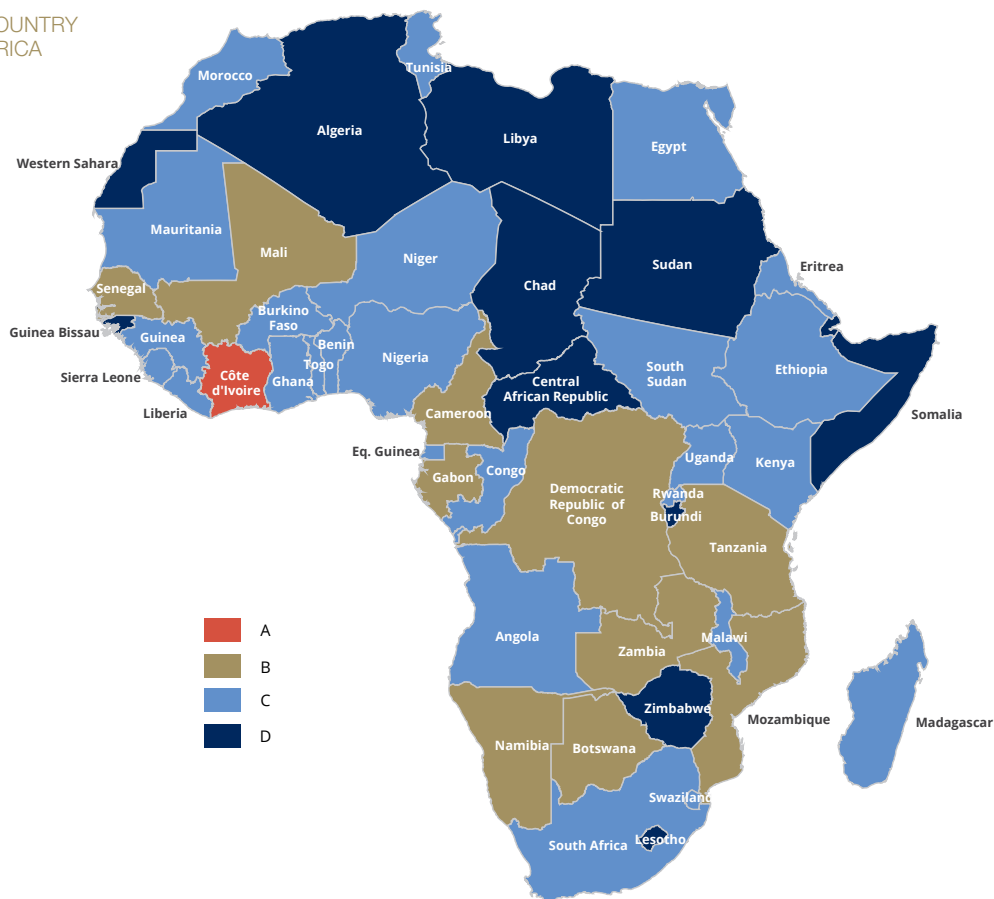 OUNTRY
RICA
Tunisia
Morocco
Algeria
Libya
Egypt
Western Sahara
Mauritania
Mali
Niger
Chad
Sudan
Eritrea
Senegal
Guinea Bissau
Guinea
Burkino
Faso
Benin
Togo
Nigeria
Sierra Leone
Côte
d'Ivoire
Ghana
Liberia
Cameroon
Central
African Republic
South
Sudan
Ethiopia
Somalia
Eq. Guinea
Gabon
Congo
Democratic
Republic of
Congo
Uganda
Kenya
Rwanda
Burundi
Tanzania
Angola
Zambia
Malawi
Mozambique
Madagascar
Zimbabwe
Namibia
Botswana
Swaziland
South Africa
Lesotho
A
B
C
D